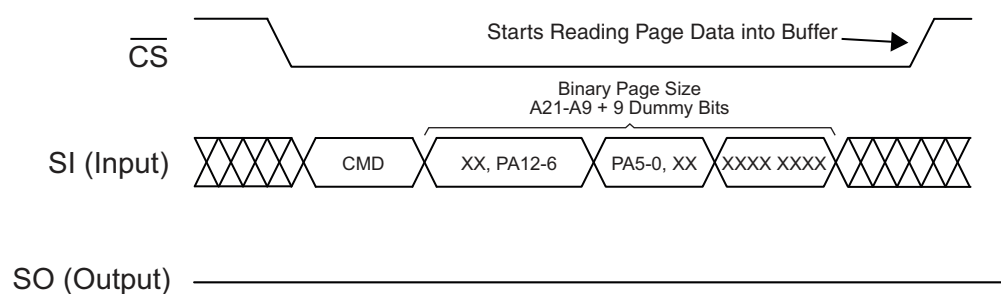 CS
Starts Reading Page Data into Buffer
Binary Page Size
A21-A9 + 9 Dummy Bits
SI (Input)
CMD
XX, PA12-6
PA5-0, XX
XXXX XXXX
SO (Output)